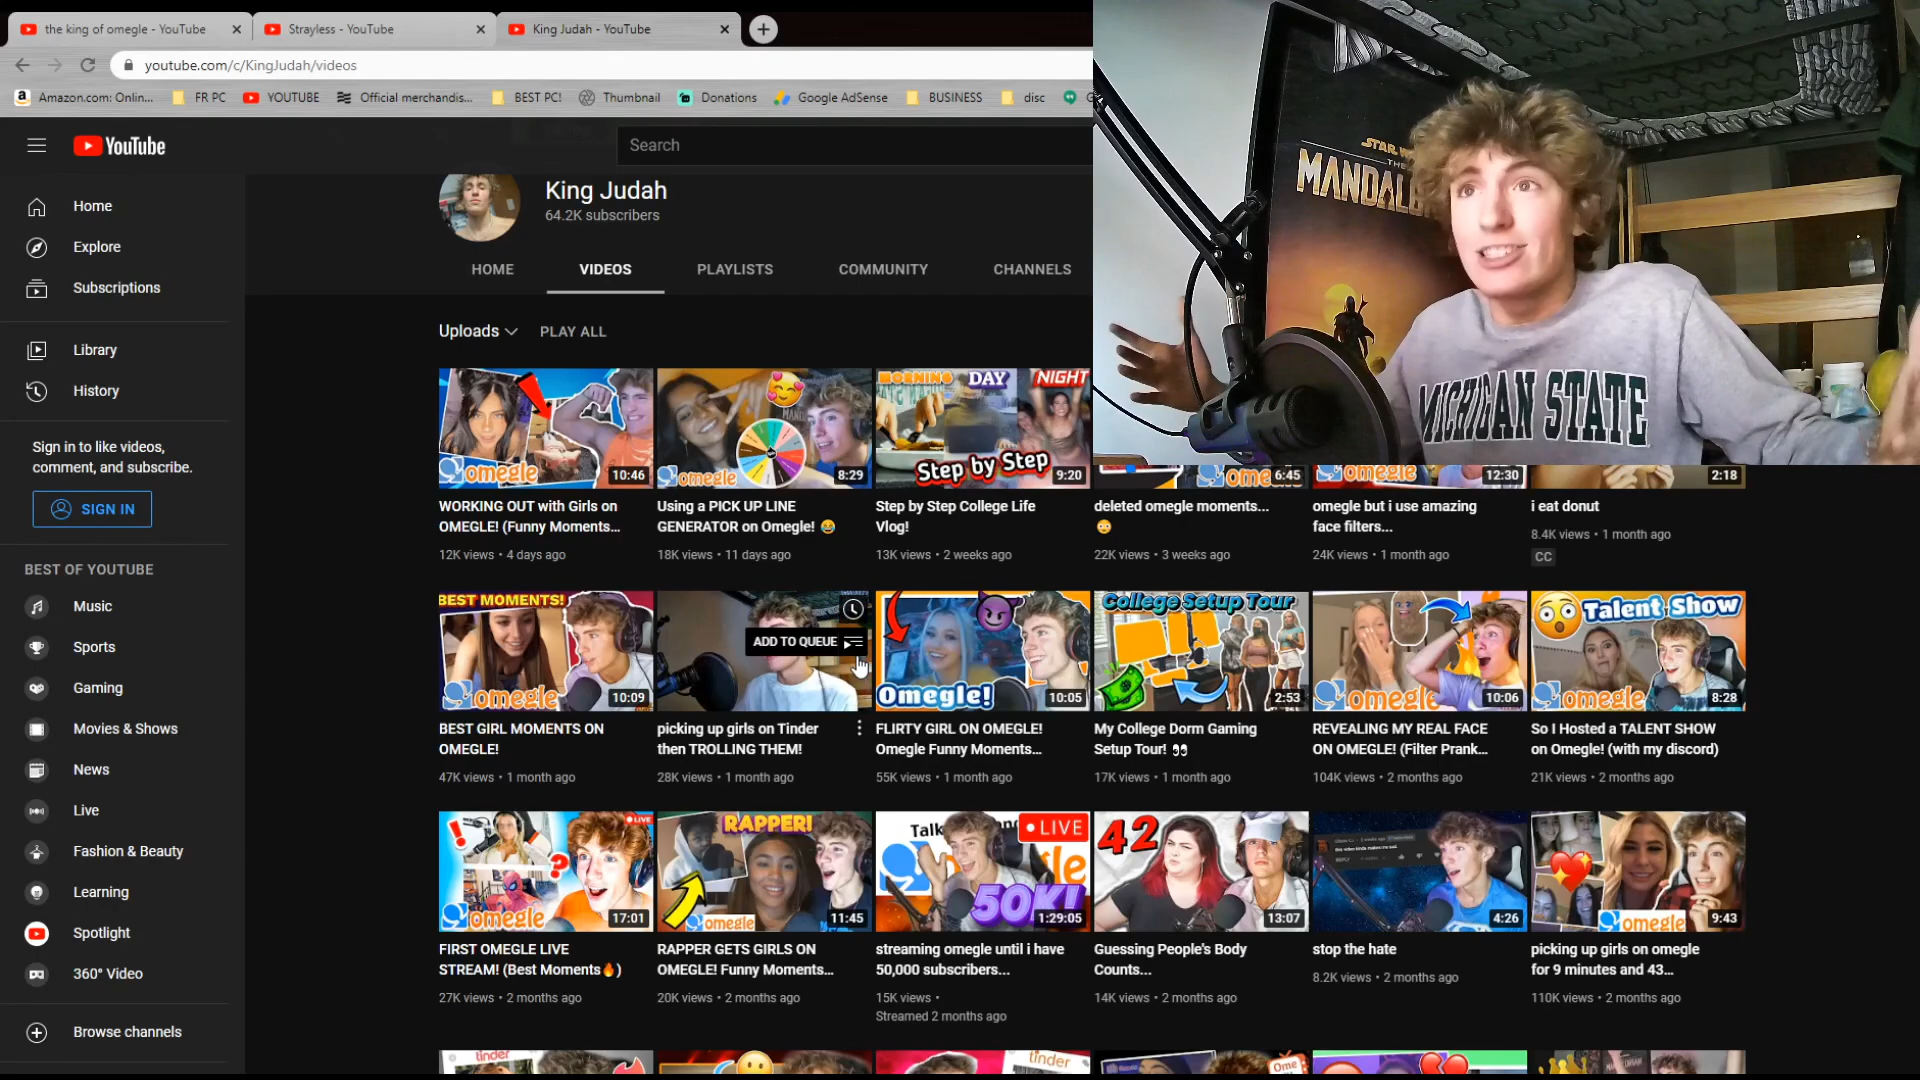 the king of omegle - YouTube
Strayless - YouTube
King Judah - YouTube
youtube.com/c/KingJudah/videos
Amazon.com: Onlin...
FR PC
YOUTUBE
Official merchandis...
BEST PC!
Thumbnail
Donations
Google AdSense
BUSINESS
disc
STAR
THE
MANDAL
MICHIGAN STATE
YouTube
Search
King Judah
64.2K subscribers
HOME
VIDEOS
PLAYLISTS
COMMUNITY
CHANNELS
Home
Explore
Subscriptions
Library
History
Sign in to like videos,
comment, and subscribe.
SIGN IN
BEST OF YOUTUBE
Music
Sports
Gaming
Movies & Shows
News
Live
Fashion & Beauty
Learning
Spotlight
360° Video
Browse channels
Uploads
PLAY ALL
omegle
10:46
WORKING OUT with Girls on
OMEGLE! (Funny Moments...
12K views • 4 days ago
omegle
8:29
Using a PICK UP LINE
GENERATOR on Omegle! 😂
18K views • 11 days ago
MORNING DAY NIGHT
Step by Step
9:20
Step by Step College Life
Vlog!
13K views • 2 weeks ago
ome
6:45
deleted omegle moments...
😳
22K views • 3 weeks ago
omegle
12:30
omegle but i use amazing
face filters...
24K views • 1 month ago
2:18
i eat donut
8.4K views • 1 month ago
CC
BEST MOMENTS!
omegle
10:09
BEST GIRL MOMENTS ON
OMEGLE!
47K views • 1 month ago
ADD TO QUEUE
picking up girls on Tinder
then TROLLING THEM!
28K views • 1 month ago
Omegle!
10:05
FLIRTY GIRL ON OMEGLE!
Omegle Funny Moments...
55K views • 1 month ago
College Setup Tour
2:53
My College Dorm Gaming
Setup Tour! 👀
17K views • 1 month ago
omegle
10:06
REVEALING MY REAL FACE
ON OMEGLE! (Filter Prank...
104K views • 2 months ago
Talent Show
omegle
8:28
So I Hosted a TALENT SHOW
on Omegle! (with my discord)
21K views • 2 months ago
LIVE
omegle
17:01
FIRST OMEGLE LIVE
STREAM! (Best Moments🔥)
27K views • 2 months ago
RAPPER!
omegle
11:45
RAPPER GETS GIRLS ON
OMEGLE! Funny Moments...
20K views • 2 months ago
Talk
LIVE
50K!
1:29:05
streaming omegle until i have
50,000 subscribers...
15K views •
Streamed 2 months ago
42
13:07
Guessing People's Body
Counts...
14K views • 2 months ago
4:26
stop the hate
8.2K views • 2 months ago
omegle
9:43
picking up girls on omegle
for 9 minutes and 43...
110K views • 2 months ago
tinder
tinder
Ome